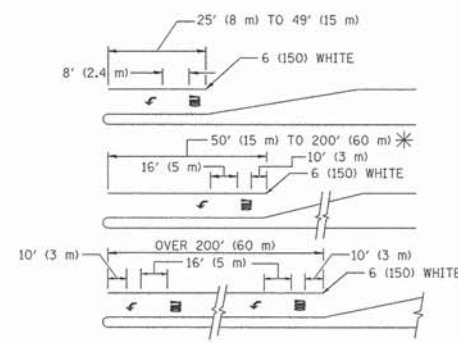 25' (8 m) TO 49' (15 m)
8' (2.4 m)
6 (150) WHITE
50' (15 m) TO 200' (60 m) *
16' (5 m)
10' (3 m)
6 (150) WHITE
OVER 200' (60 m)
10' (3 m)
16' (5 m)
10' (3 m)
6 (150) WHITE